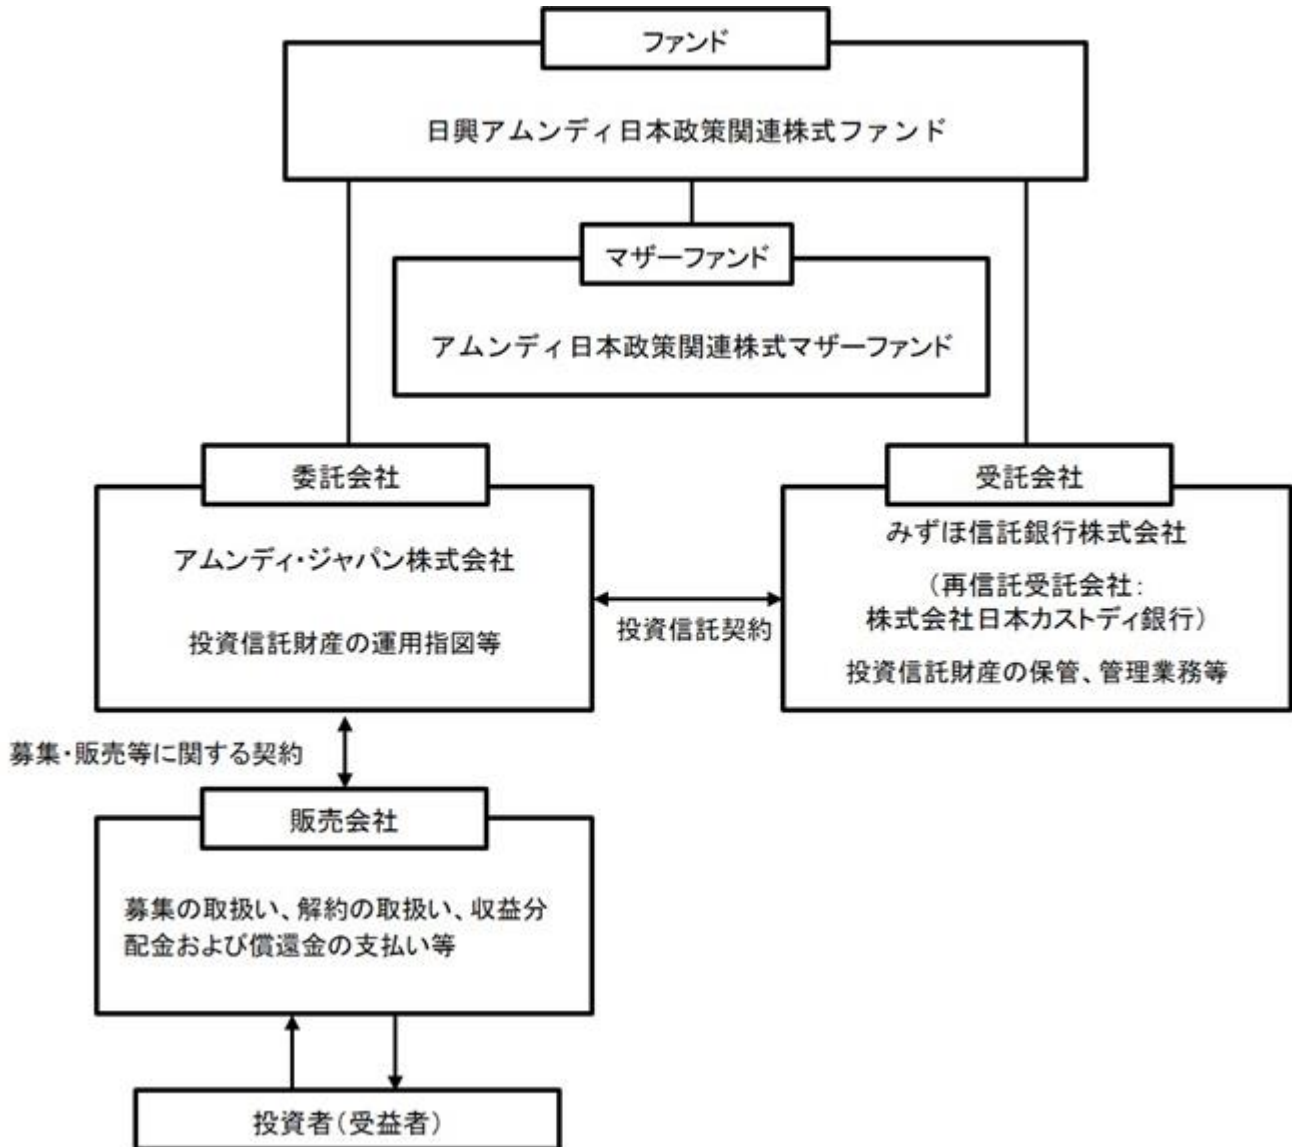 ファンド
日興アムンディ日本政策関連株式ファンド
マザーファンド
アムンディ日本政策関連株式マザーファンド
委託会社
アムンディ・ジャパン株式会社
投資信託財産の運用指図等
投資信託契約
受託会社
みずほ信託銀行株式会社
（再信託受託会社：
株式会社日本カストディ銀行）
投資信託財産の保管、管理業務等
募集・販売等に関する契約
販売会社
募集の取扱い、解約の取扱い、収益分
配金および償還金の支払い等
投資者（受益者）